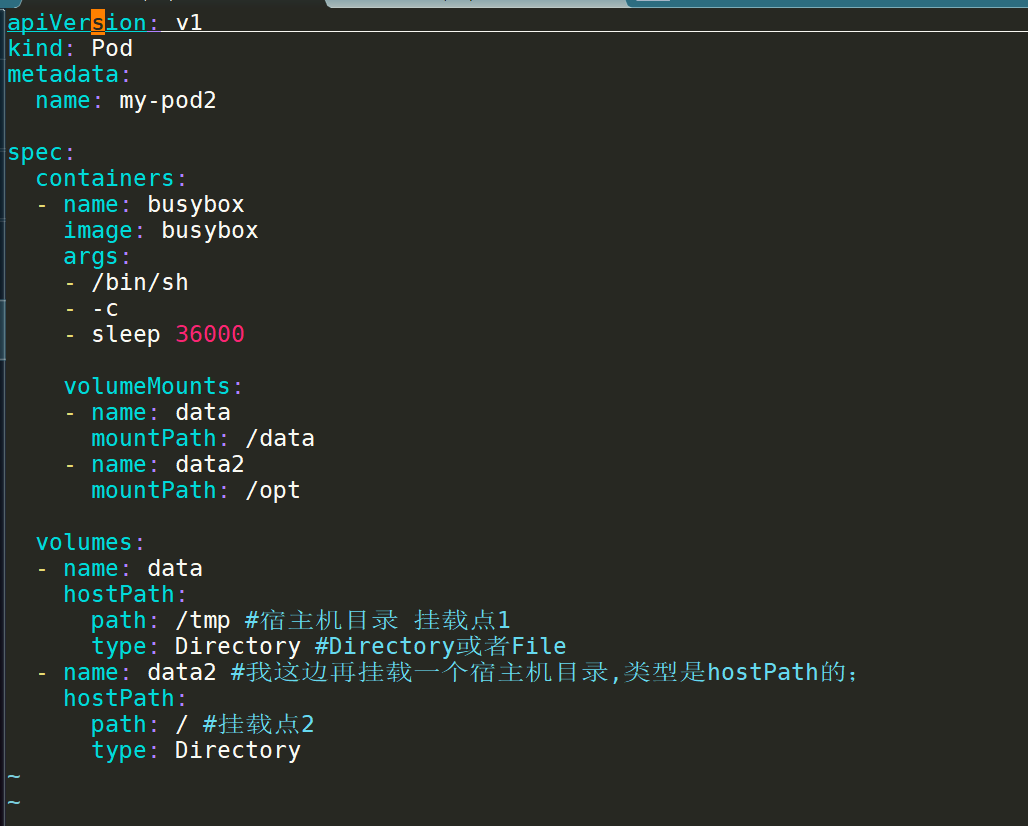 apiVersion: v1
kind: Pod
metadata:
  name: my-pod2

spec:
  containers:
  - name: busybox
    image: busybox
    args:
    - /bin/sh
    - -c
    - sleep 36000

    volumeMounts:
    - name: data
      mountPath: /data
    - name: data2
      mountPath: /opt

  volumes:
  - name: data
    hostPath:
      path: /tmp #宿主机目录 挂载点1
      type: Directory #Directory或者File
  - name: data2 #我这边再挂载一个宿主机目录,类型是hostPath的;
    hostPath:
      path: / #挂载点2
      type: Directory
~
~